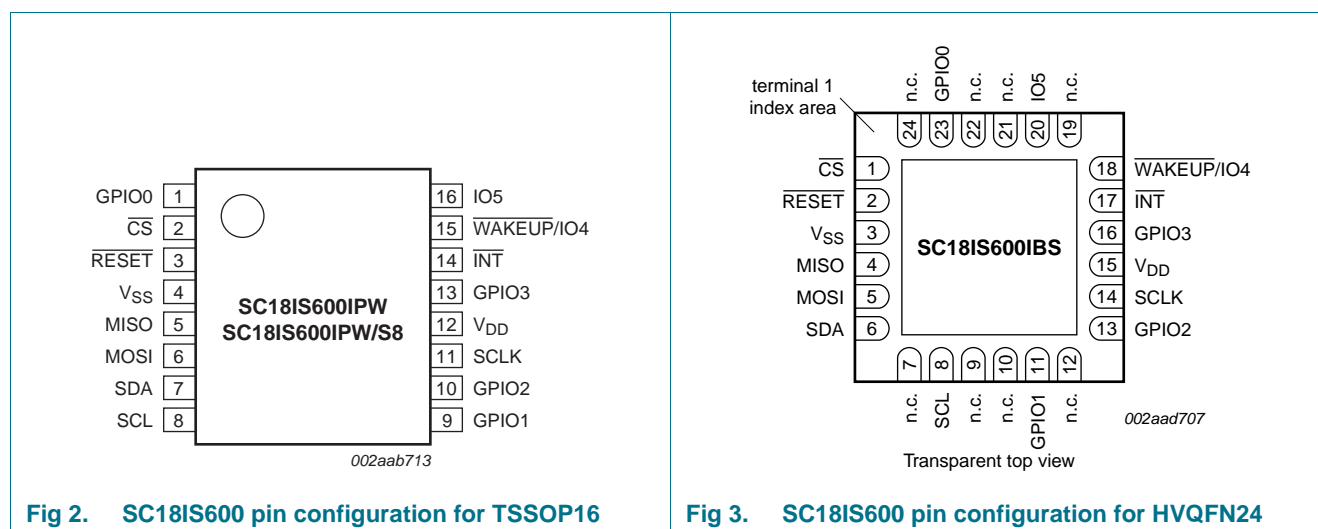 GPIO0 1
CS 2
RESET 3
VSS 4
MISO 5
MOSI 6
SDA 7
SCL 8
16 IO5
15 WAKEUP/IO4
14 INT
13 GPIO3
12 VDD
11 SCLK
10 GPIO2
9 GPIO1
SC18IS600IPW
SC18IS600IPW/S8
002aab713
Fig 2. SC18IS600 pin configuration for TSSOP16
terminal 1
index area
n.c. GPIO0 n.c. n.c. IO5 n.c.
24 23 22 21 20 19
CS 1
RESET 2
VSS 3
MISO 4
MOSI 5
SDA 6
18 WAKEUP/IO4
17 INT
16 GPIO3
15 VDD
14 SCLK
13 GPIO2
SC18IS600IBS
7 8 9 10 11 12
n.c. SCL n.c. n.c. GPIO1 n.c.
002aad707
Transparent top view
Fig 3. SC18IS600 pin configuration for HVQFN24